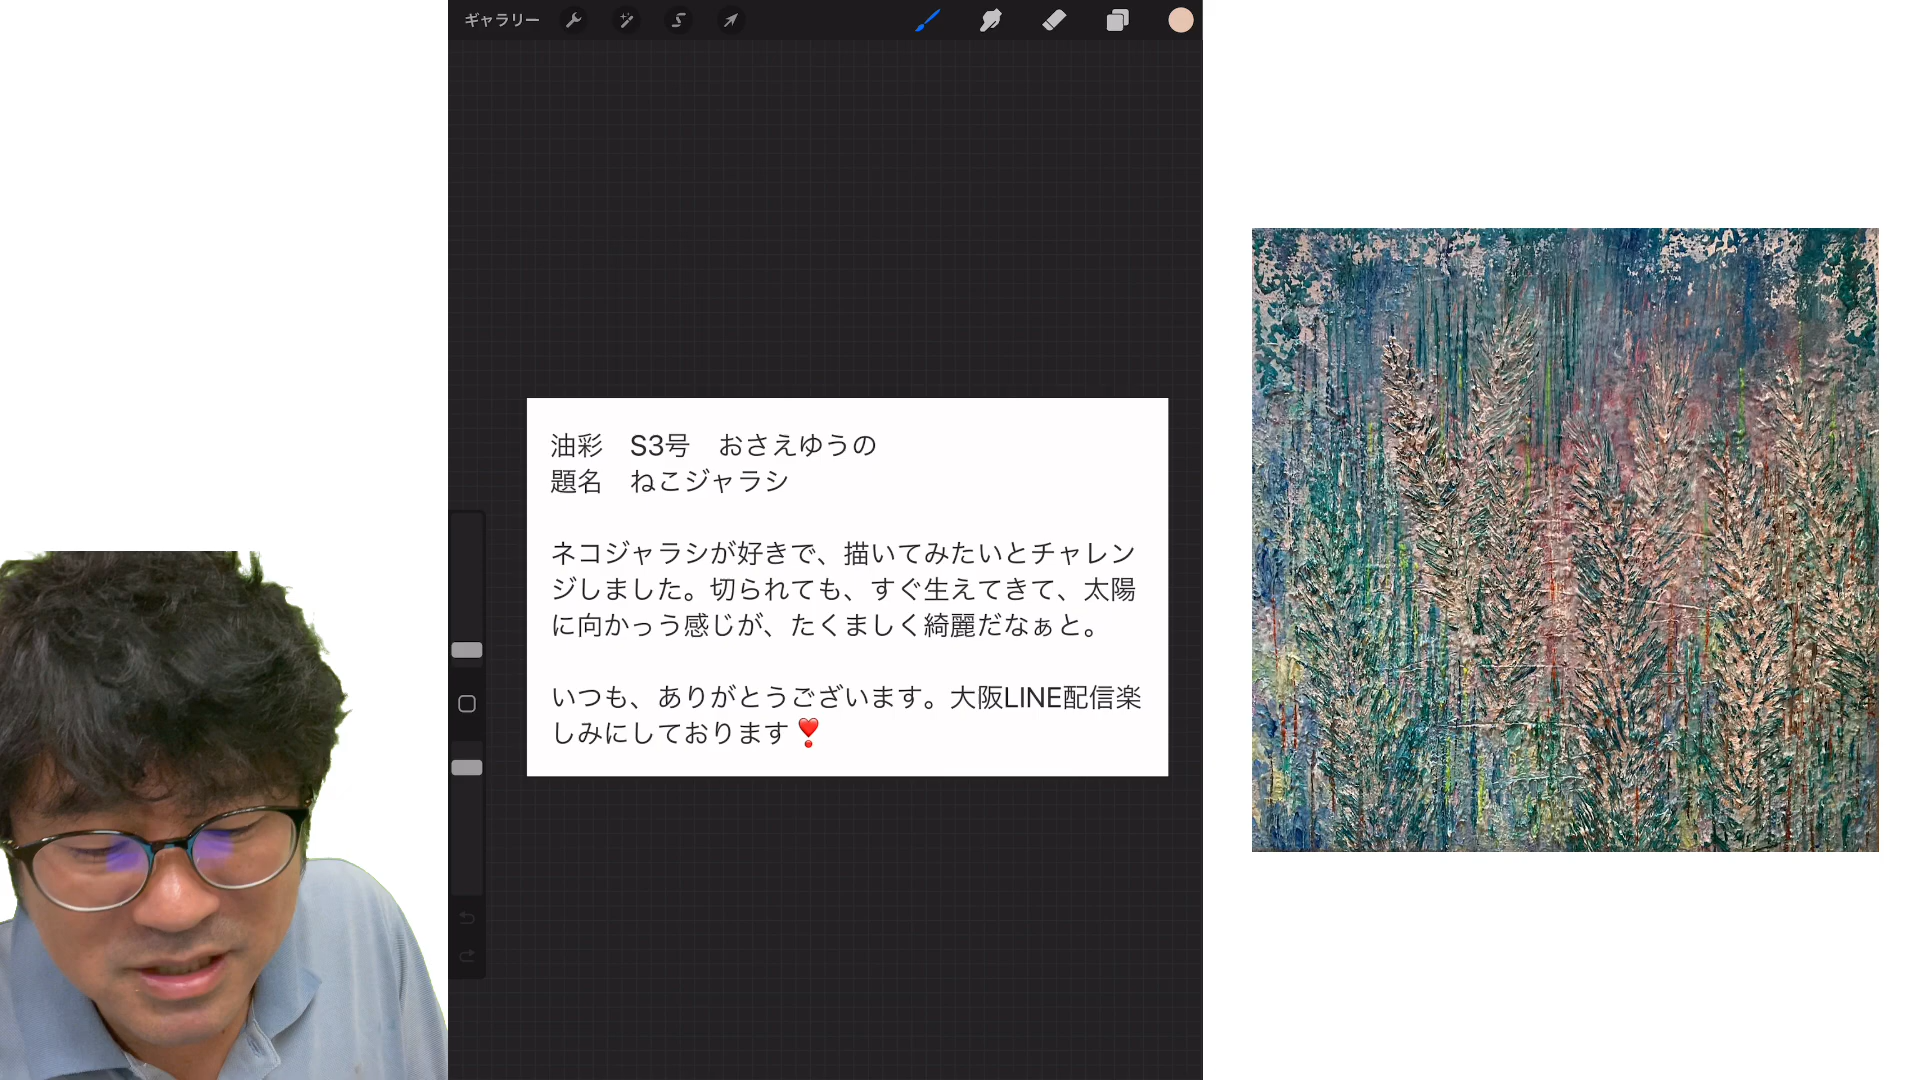 ギャラリー
油彩　S3号　おさえゆうの
題名　ねこジャラシ
ネコジャラシが好きで、描いてみたいとチャレン
ジしました。切られても、すぐ生えてきて、太陽
に向かっう感じが、たくましく綺麗だなぁと。
いつも、ありがとうございます。大阪LINE配信楽
しみにしております❣️